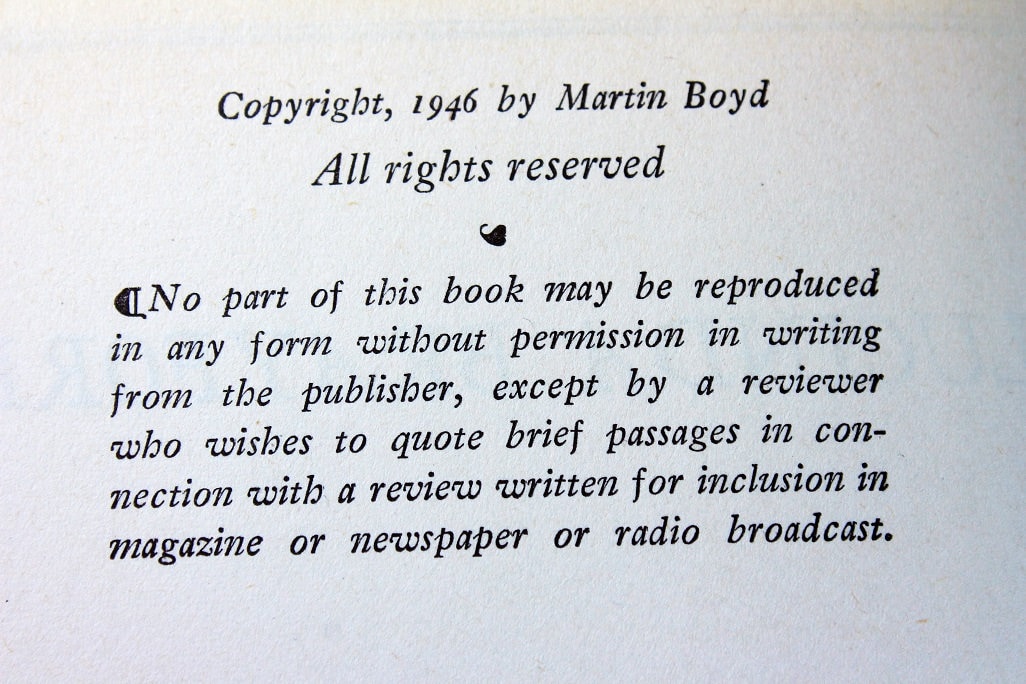 Copyright, 1946 by Martin Boyd
All rights reserved
¶No part of this book may be reproduced
in any form without permission in writing
from the publisher, except by a reviewer
who wishes to quote brief passages in con-
nection with a review written for inclusion in
magazine or newspaper or radio broadcast.